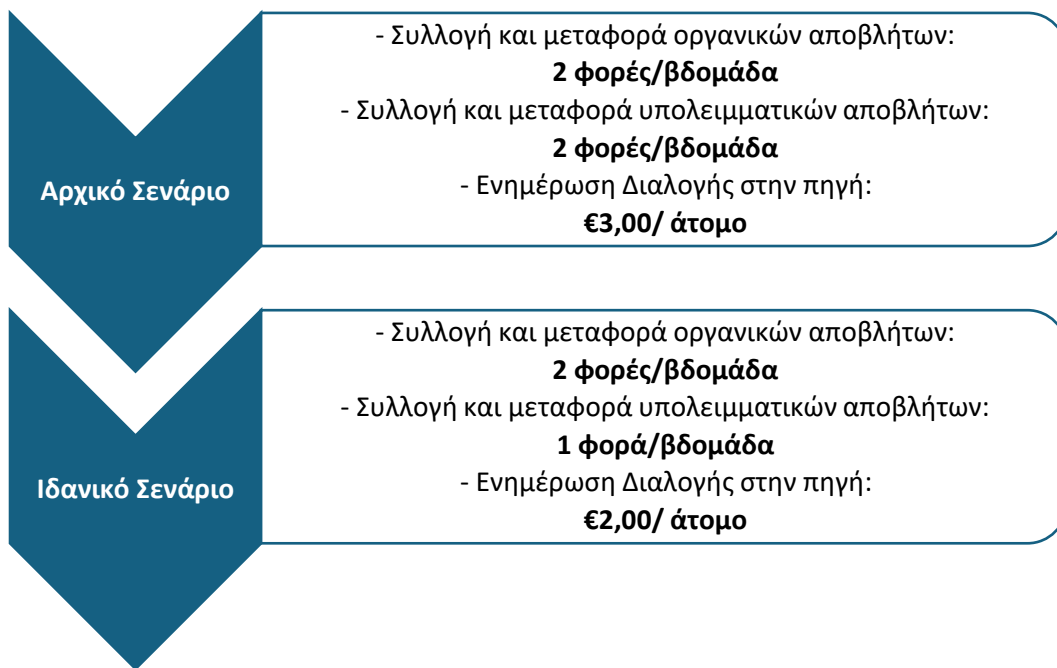 Αρχικό Σενάριο
- Συλλογή και μεταφορά οργανικών αποβλήτων:
2 φορές/βδομάδα
- Συλλογή και μεταφορά υπολειμματικών αποβλήτων:
2 φορές/βδομάδα
- Ενημέρωση Διαλογής στην πηγή:
€3,00/ άτομο
Ιδανικό Σενάριο
- Συλλογή και μεταφορά οργανικών αποβλήτων:
2 φορές/βδομάδα
- Συλλογή και μεταφορά υπολειμματικών αποβλήτων:
1 φορά/βδομάδα
- Ενημέρωση Διαλογής στην πηγή:
€2,00/ άτομο